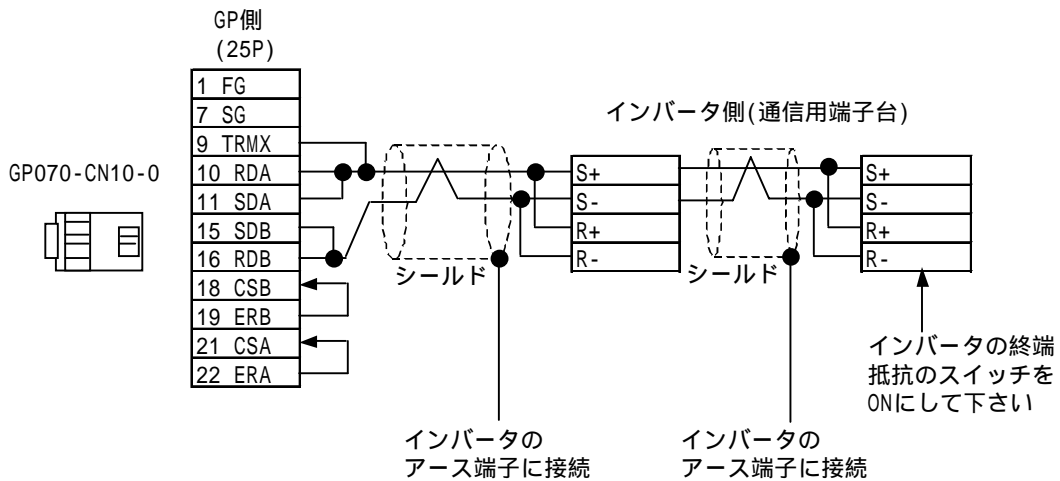 GP側
(25P)
1 FG
7 SG
9 TRMX
10 RDA
11 SDA
15 SDB
16 RDB
18 CSB
19 ERB
21 CSA
22 ERA
GP070-CN10-0
シールド
インバータ側(通信用端子台)
S+
S-
R+
R-
シールド
S+
S-
R+
R-
インバータの
アース端子に接続
インバータの
アース端子に接続
インバータの終端
抵抗のスイッチを
ONにして下さい